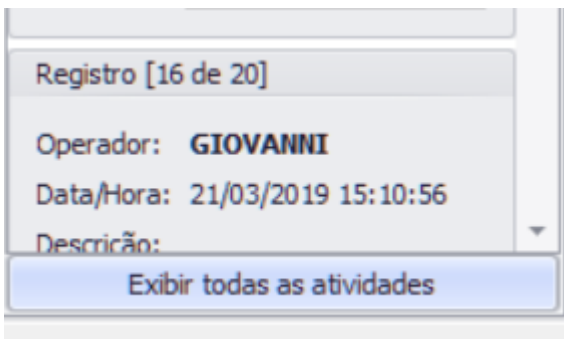 Registro [16 de 20]
Operador: GIOVANNI
Data/Hora: 21/03/2019 15:10:56
Descrição:
Exibir todas as atividades